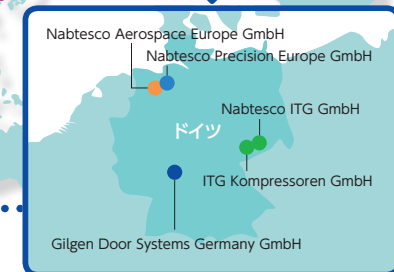 Nabtesco Aerospace Europe GmbH
Nabtesco Precision Europe GmbH
Nabtesco ITG GmbH
ドイツ
ITG Kompressoren GmbH
Gilgen Door Systems Germany GmbH